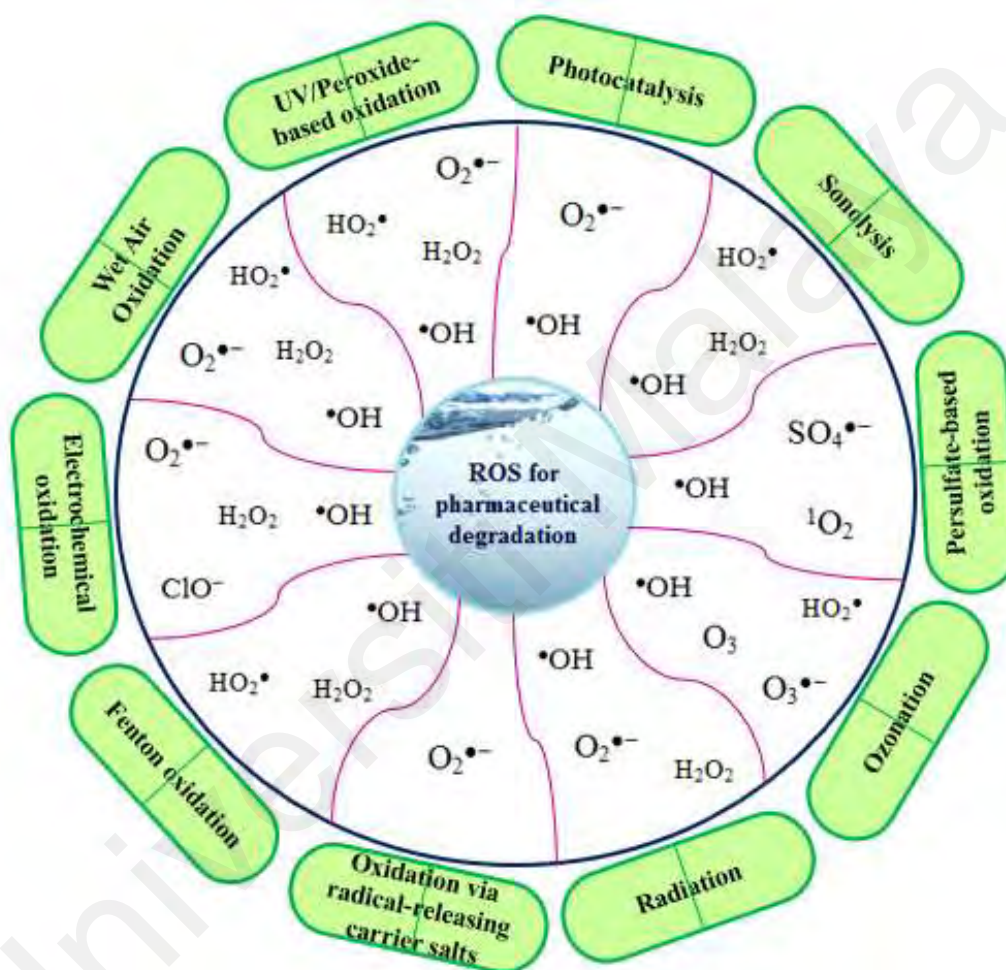 UV/Peroxide-
based oxidation
O₂•⁻
HO₂•
H₂O₂
•OH
Photocatalysis
O₂•⁻
•OH
Sonolysis
HO₂•
H₂O₂
•OH
Persulfate-based
oxidation
SO₄•⁻
•OH
¹O₂
Ozonation
•OH
HO₂•
O₃
O₃•⁻
Radiation
•OH
O₂•⁻
H₂O₂
Oxidation via
radical-releasing
carrier salts
O₂•⁻
Fenton oxidation
•OH
HO₂•
H₂O₂
Electrochemical
oxidation
O₂•⁻
H₂O₂
•OH
ClO⁻
Wet Air
Oxidation
HO₂•
O₂•⁻
H₂O₂
•OH
ROS for
pharmaceutical
degradation
Universiti Malaya